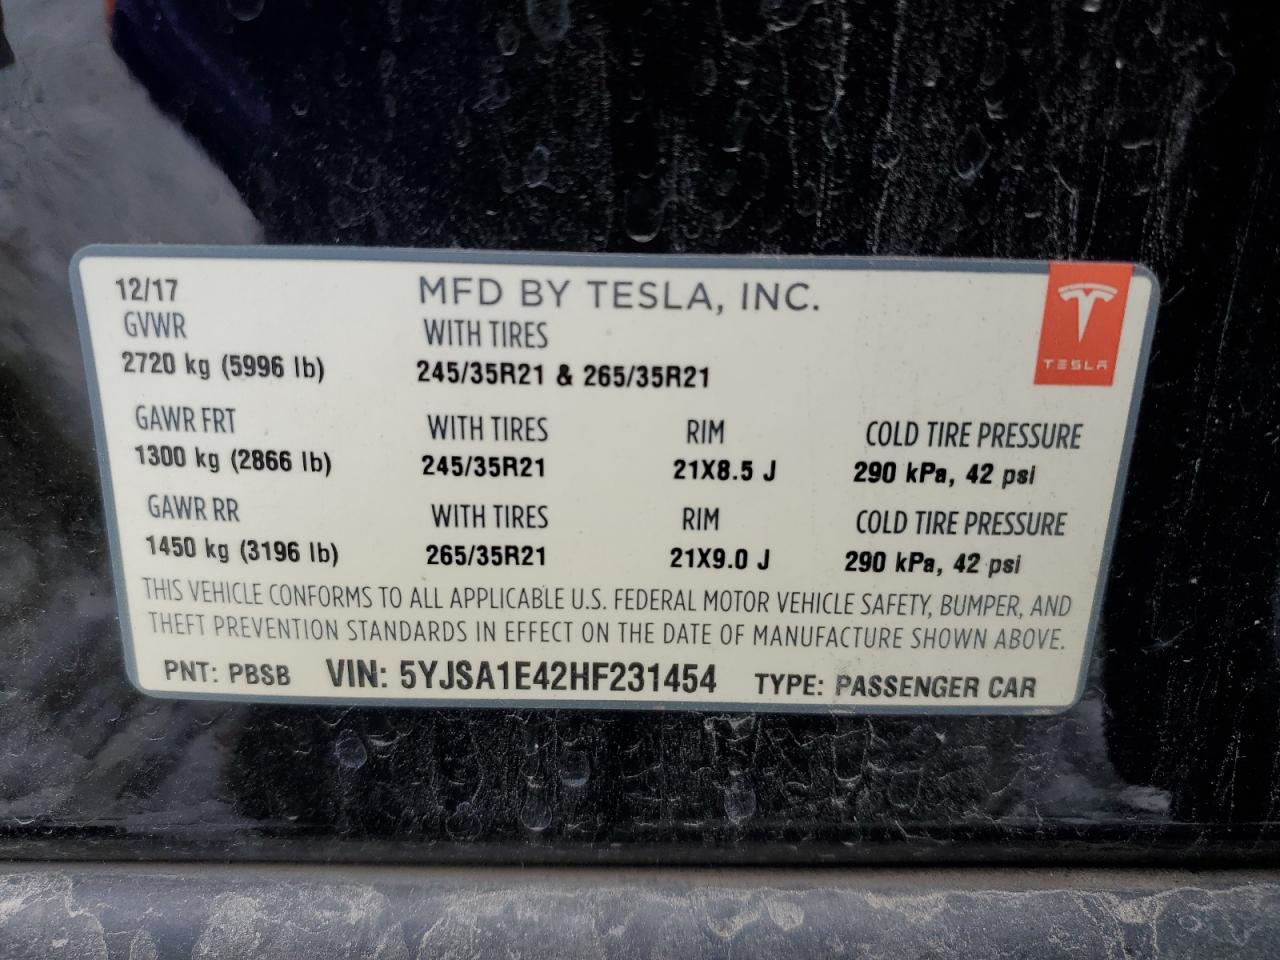 12/17 MFD BY TESLA, INC.
GVWR WITH TIRES
2720 kg (5996 lb) 245/35R21 & 265/35R21
TESLA
GAWR FRT WITH TIRES RIM COLD TIRE PRESSURE
1300 kg (2866 lb) 245/35R21 21X8.5 J 290 kPa, 42 psi
GAWR RR WITH TIRES RIM COLD TIRE PRESSURE
1450 kg (3196 lb) 265/35R21 21X9.0 J 290 kPa, 42 psi
THIS VEHICLE CONFORMS TO ALL APPLICABLE U.S. FEDERAL MOTOR VEHICLE SAFETY, BUMPER, AND
THEFT PREVENTION STANDARDS IN EFFECT ON THE DATE OF MANUFACTURE SHOWN ABOVE.
PNT: PBSB VIN: 5YJSA1E42HF231454 TYPE: PASSENGER CAR